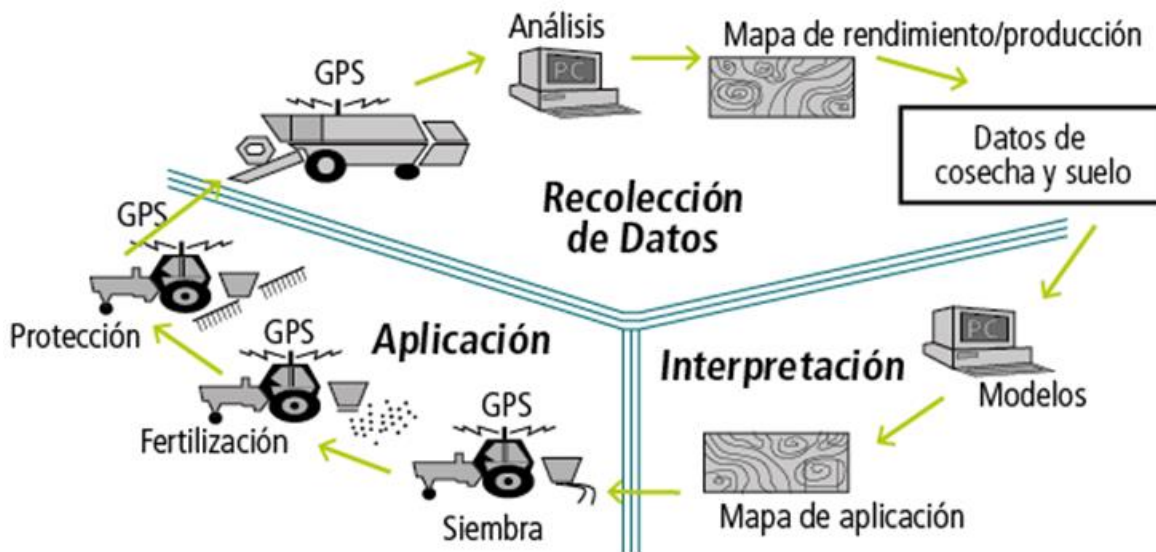 Análisis
Mapa de rendimiento/producción
GPS
PC
Datos de
cosecha y suelo
Recolección
de Datos
GPS
PC
Protección
GPS
Aplicación
Interpretación
Modelos
Fertilización
GPS
Siembra
Mapa de aplicación